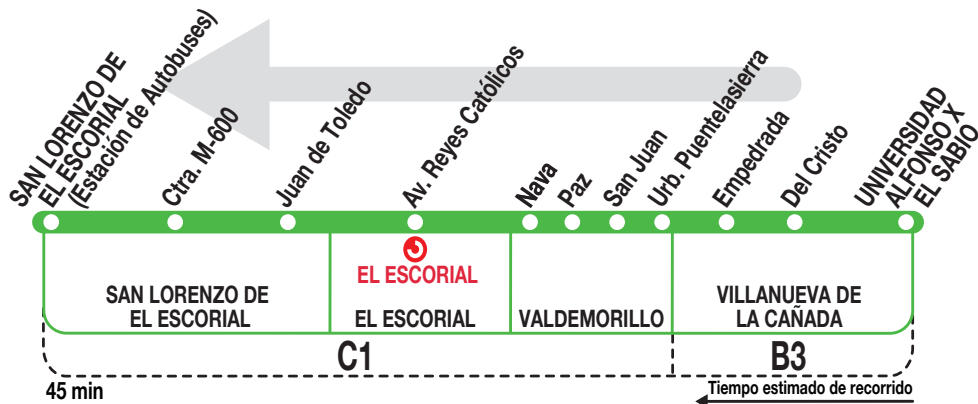 SAN LORENZO DE
EL ESCORIAL
(Estación de Autobuses)
Ctra. M-600
Juan de Toledo
Av. Reyes Católicos
Nava
Paz
San Juan
Urb. Puentelasierra
Empedrada
Del Cristo
UNIVERSIDAD
ALFONSO X
EL SABIO
EL ESCORIAL
SAN LORENZO DE
EL ESCORIAL
EL ESCORIAL
VALDEMORILLO
VILLANUEVA DE
LA CAÑADA
C1
B3
45 min
Tiempo estimado de recorrido